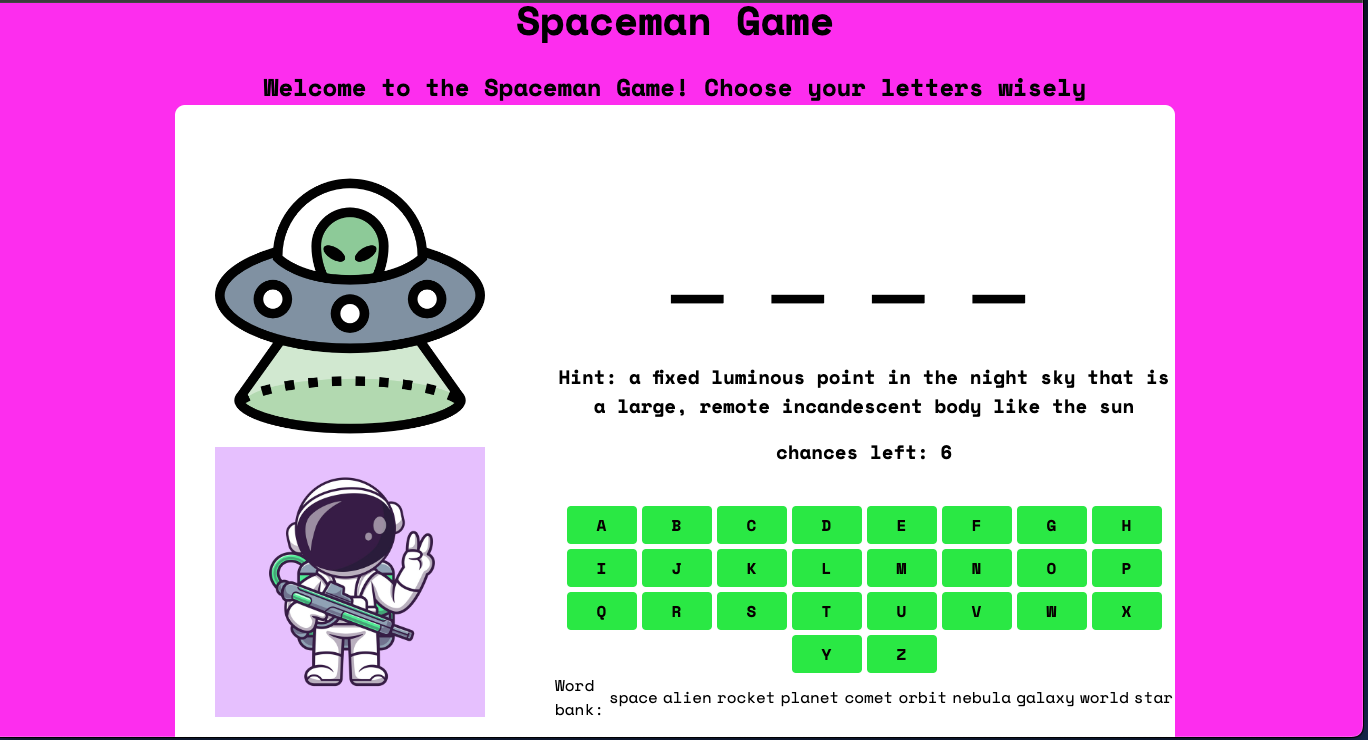 Spaceman Game
Welcome to the Spaceman Game! Choose your letters wisely
Hint: a fixed luminous point in the night sky that is
a large, remote incandescent body like the sun
chances left: 6
A B C D E F G H
I J K L M N O P
Q R S T U V W X
Y Z
Word
bank:
space alien rocket planet comet orbit nebula galaxy world star